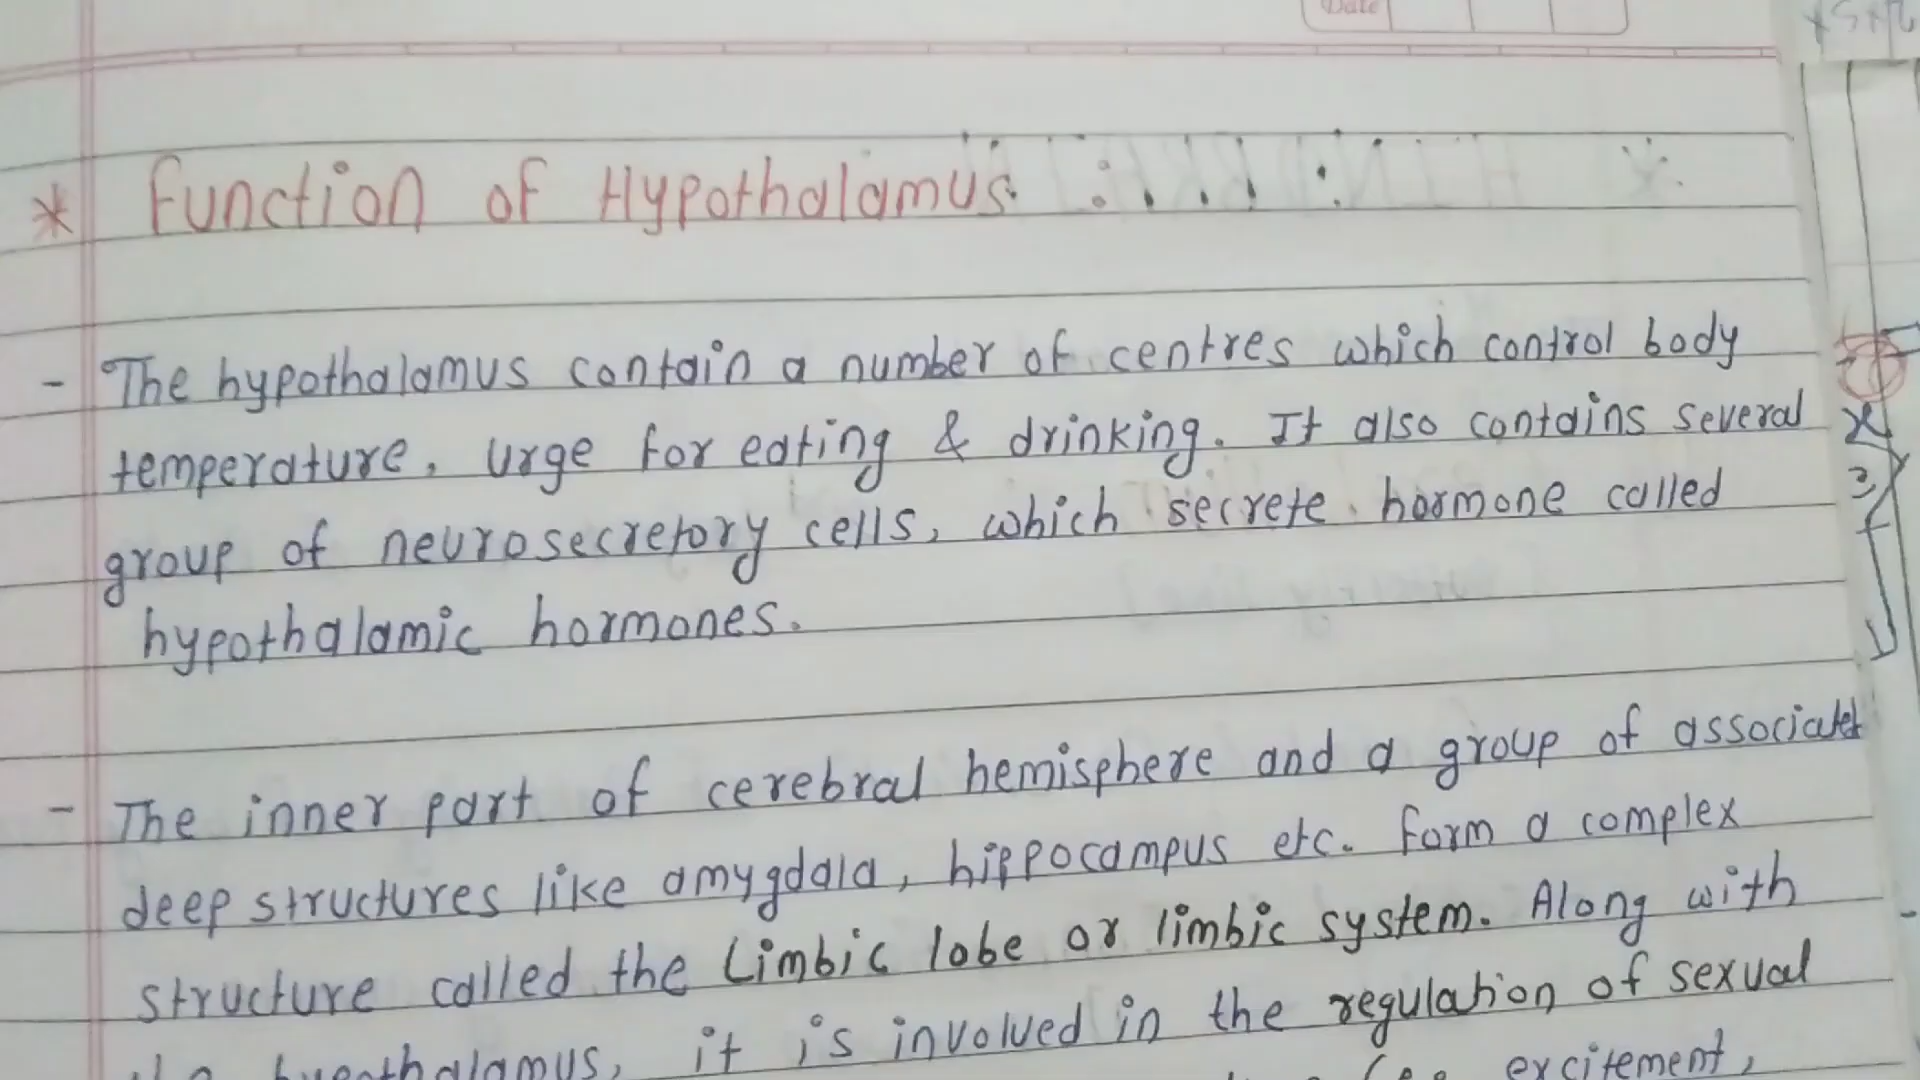 Date
* Function of Hypothalamus :
- The hypothalamus contain a number of centres which control body
temperature, urge for eating & drinking. It also contains several
group of neurosecretory cells, which secrete hormone called
hypothalamic hormones.
- The inner part of cerebral hemisphere and a group of associated
deep structures like amygdala, hippocampus etc. form a complex
structure called the Limbic lobe or limbic system. Along with
hypothalamus, it is involved in the regulation of sexual
excitement,